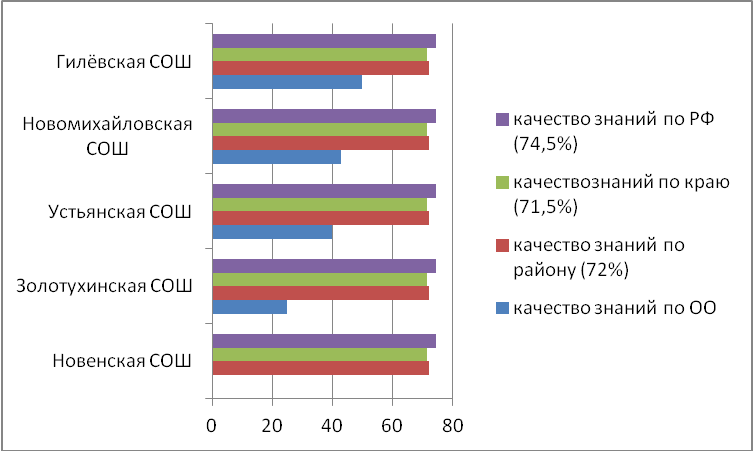 Гилёвская СОШ
Новомихайловская
СОШ
Устьянская СОШ
Золотухинская СОШ
Новенская СОШ
0 20 40 60 80
качество знаний по РФ
(74,5%)
качествознаний по краю
(71,5%)
качество знаний по
району (72%)
качество знаний по ОО